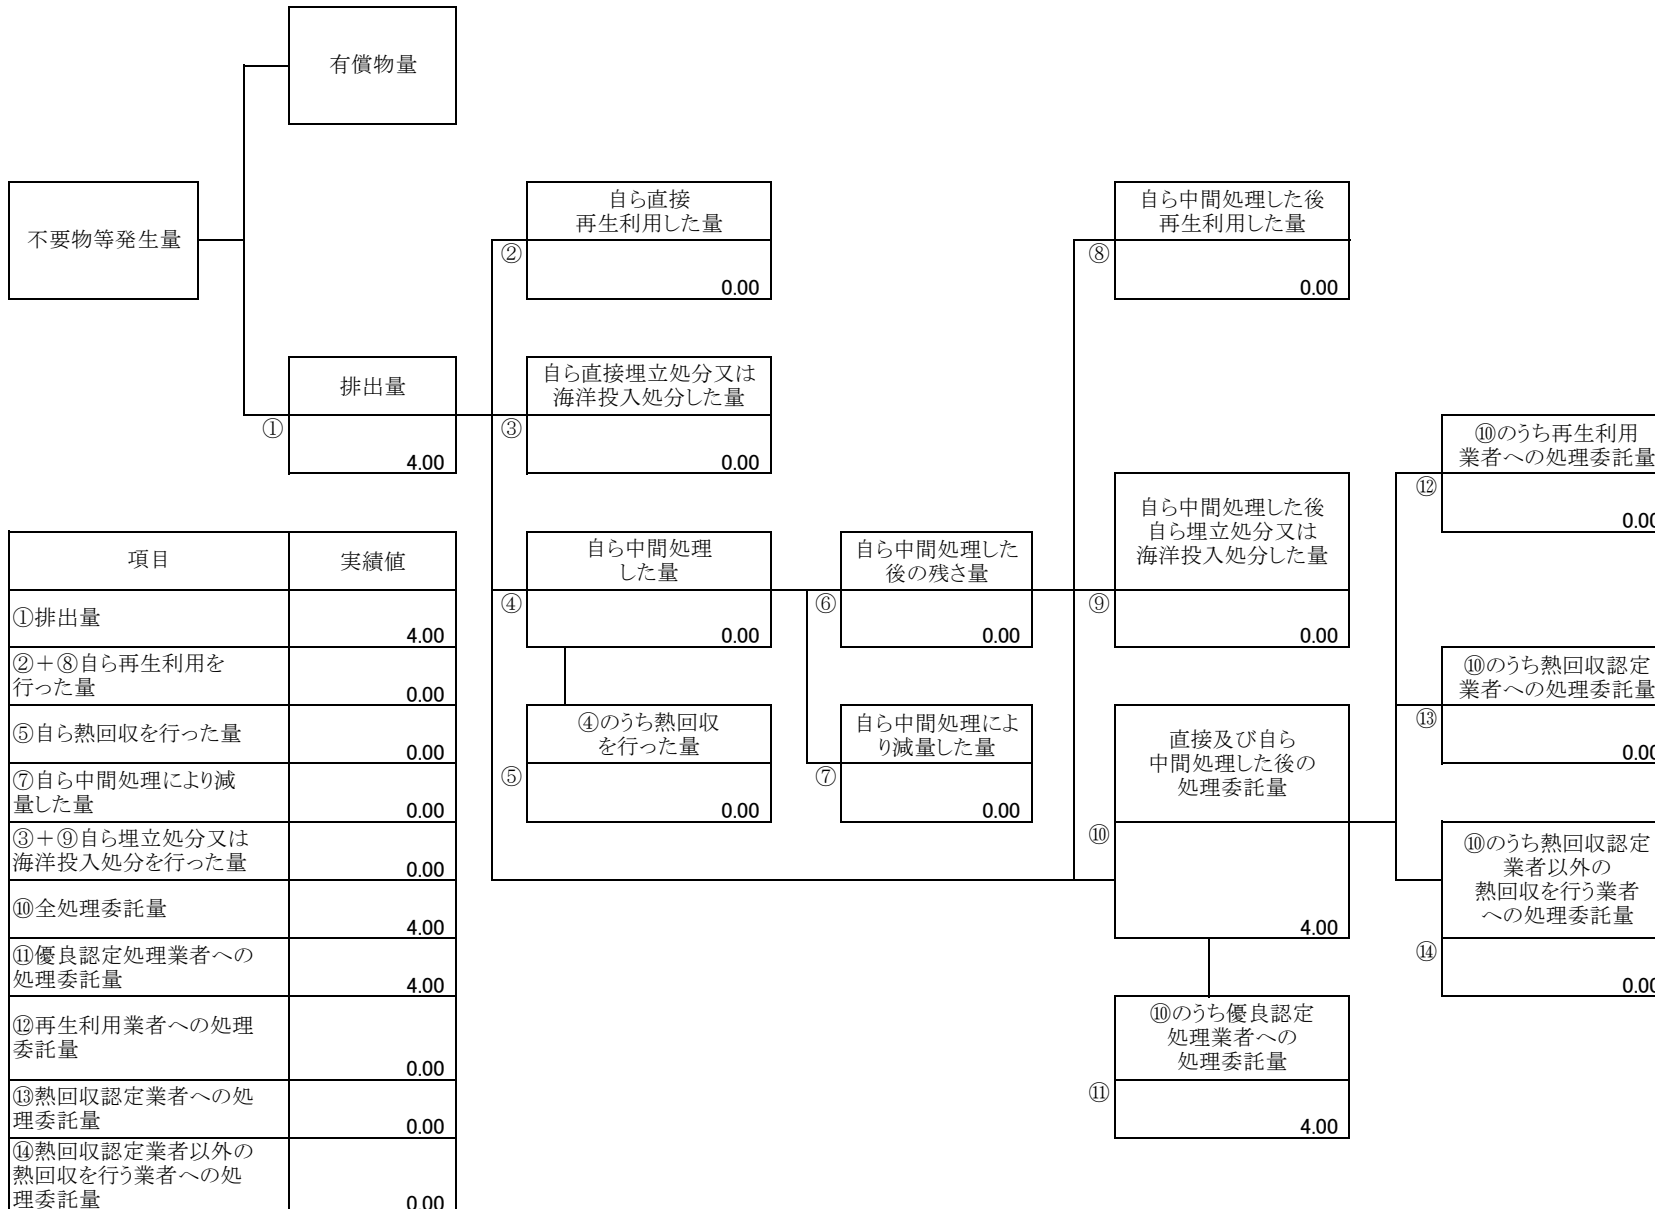 有償物量
不要物等発生量
自ら直接
再生利用した量
②
0.00
自ら中間処理した後
再生利用した量
⑧
0.00
排出量
①
4.00
自ら直接埋立処分又は
海洋投入処分した量
③
0.00
⑩のうち再生利用
業者への処理委託量
⑫
0.00
自ら中間処理
した量
④
0.00
自ら中間処理した
後の残さ量
⑥
0.00
自ら中間処理した後
自ら埋立処分又は
海洋投入処分した量
⑨
0.00
⑩のうち熱回収認定
業者への処理委託量
⑬
0.00
④のうち熱回収
を行った量
⑤
0.00
自ら中間処理によ
り減量した量
⑦
0.00
直接及び自ら
中間処理した後の
処理委託量
⑩
4.00
⑩のうち熱回収認定
業者以外の
熱回収を行う業者
への処理委託量
⑭
0.00
⑩のうち優良認定
処理業者への
処理委託量
⑪
4.00
項目
実績値
①排出量
4.00
②＋⑧自ら再生利用を
行った量
0.00
⑤自ら熱回収を行った量
0.00
⑦自ら中間処理により減
量した量
0.00
③＋⑨自ら埋立処分又は
海洋投入処分を行った量
0.00
⑩全処理委託量
4.00
⑪優良認定処理業者への
処理委託量
4.00
⑫再生利用業者への処理
委託量
0.00
⑬熱回収認定業者への処
理委託量
0.00
⑭熱回収認定業者以外の
熱回収を行う業者への処
理委託量
0.00